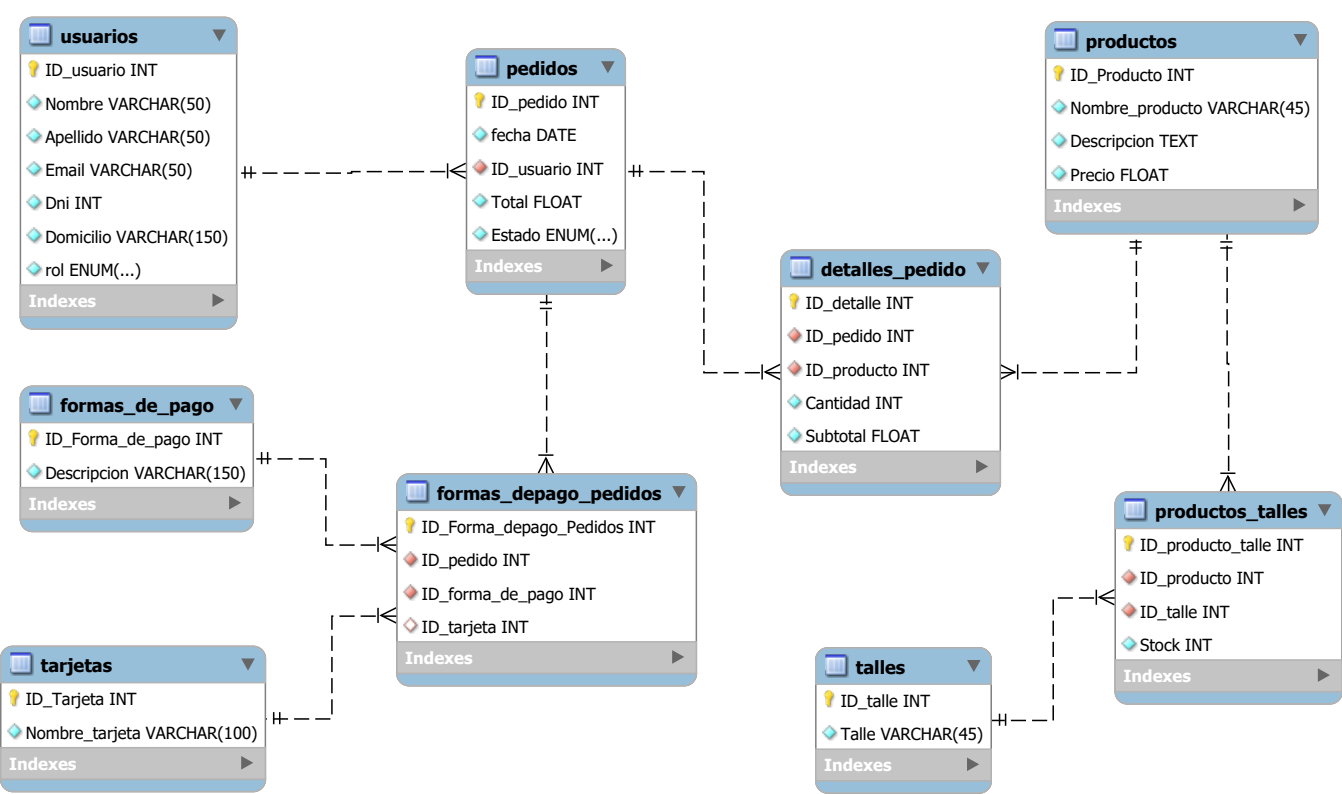 usuarios
ID_usuario INT
Nombre VARCHAR(50)
Apellido VARCHAR(50)
Email VARCHAR(50)
Dni INT
Domicilio VARCHAR(150)
rol ENUM(...)
Indexes
pedidos
ID_pedido INT
fecha DATE
ID_usuario INT
Total FLOAT
Estado ENUM(...)
Indexes
productos
ID_Producto INT
Nombre_producto VARCHAR(45)
Descripcion TEXT
Precio FLOAT
Indexes
detalles_pedido
ID_detalle INT
ID_pedido INT
ID_producto INT
Cantidad INT
Subtotal FLOAT
Indexes
formas_de_pago
ID_Forma_de_pago INT
Descripcion VARCHAR(150)
Indexes
formas_depago_pedidos
ID_Forma_depago_Pedidos INT
ID_pedido INT
ID_forma_de_pago INT
ID_tarjeta INT
Indexes
productos_talles
ID_producto_talle INT
ID_producto INT
ID_talle INT
Stock INT
Indexes
tarjetas
ID_Tarjeta INT
Nombre_tarjeta VARCHAR(100)
Indexes
talles
ID_talle INT
Talle VARCHAR(45)
Indexes